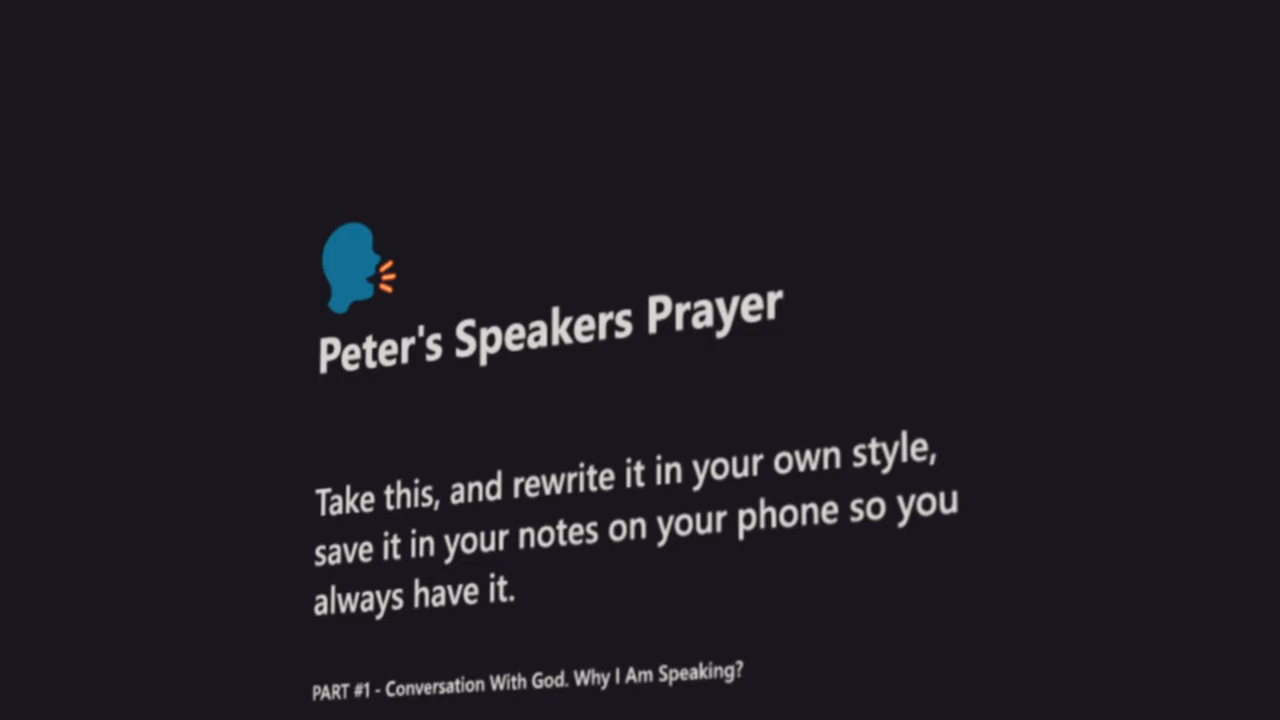 Peter's Speakers Prayer
Take this, and rewrite it in your own style,
save it in your notes on your phone so you
always have it.
PART #1 - Conversation With God. Why I Am Speaking?